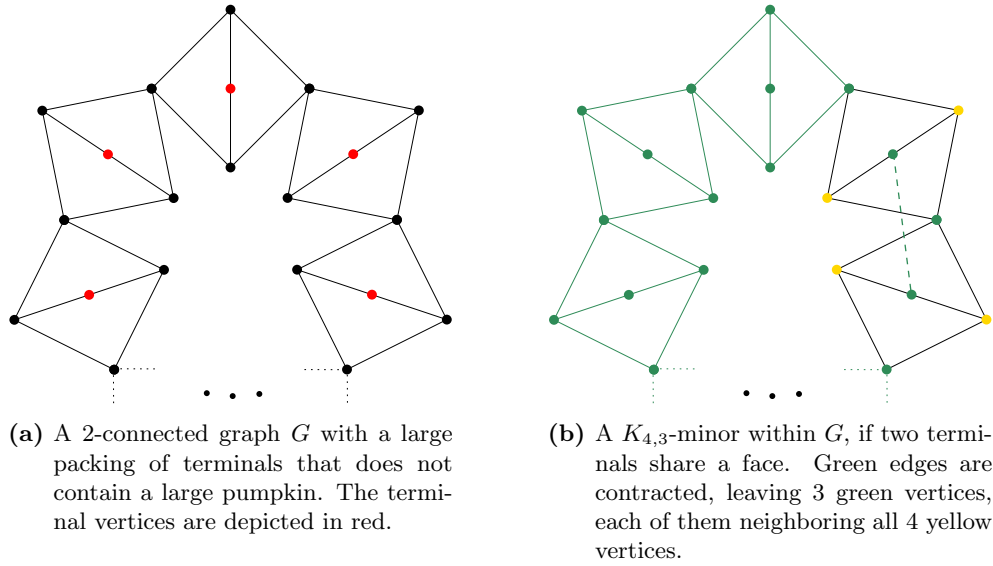 (a) A 2-connected graph G with a large
packing of terminals that does not
contain a large pumpkin. The termi-
nal vertices are depicted in red.
(b) A K4,3-minor within G, if two termi-
nals share a face. Green edges are
contracted, leaving 3 green vertices,
each of them neighboring all 4 yellow
vertices.